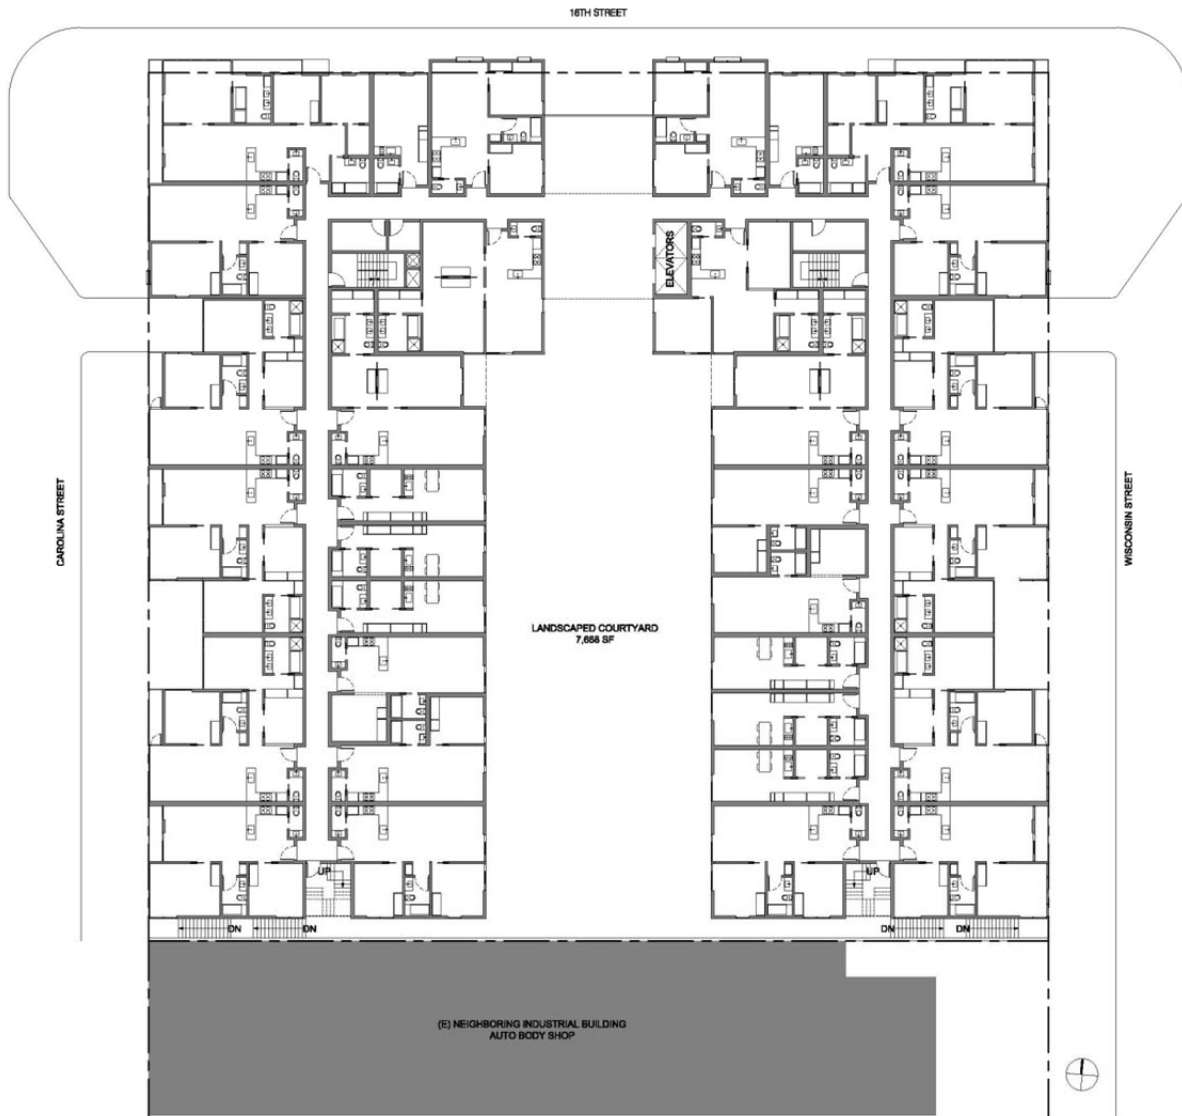 16TH STREET
ELEVATORS
CAROLINA STREET
WISCONSIN STREET
LANDSCAPED COURTYARD
7,668 SF
UP
UP
DN
DN
DN
DN
(E) NEIGHBORING INDUSTRIAL BUILDING
AUTO BODY SHOP